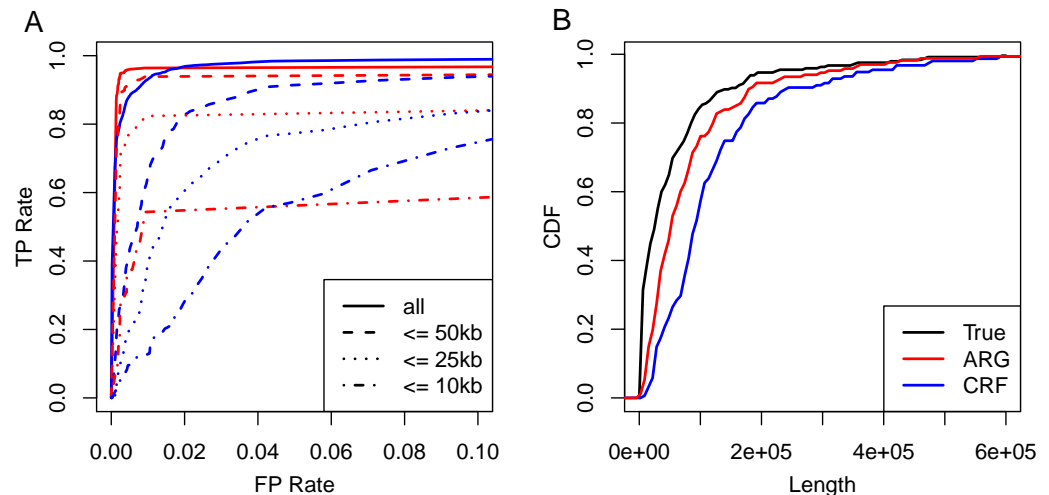 A
TP Rate
0.0
0.2
0.4
0.6
0.8
1.0
0.00
0.02
0.04
0.06
0.08
0.10
FP Rate
all
<= 50kb
<= 25kb
<= 10kb
B
CDF
0.0
0.2
0.4
0.6
0.8
1.0
0e+00
2e+05
4e+05
6e+05
Length
True
ARG
CRF